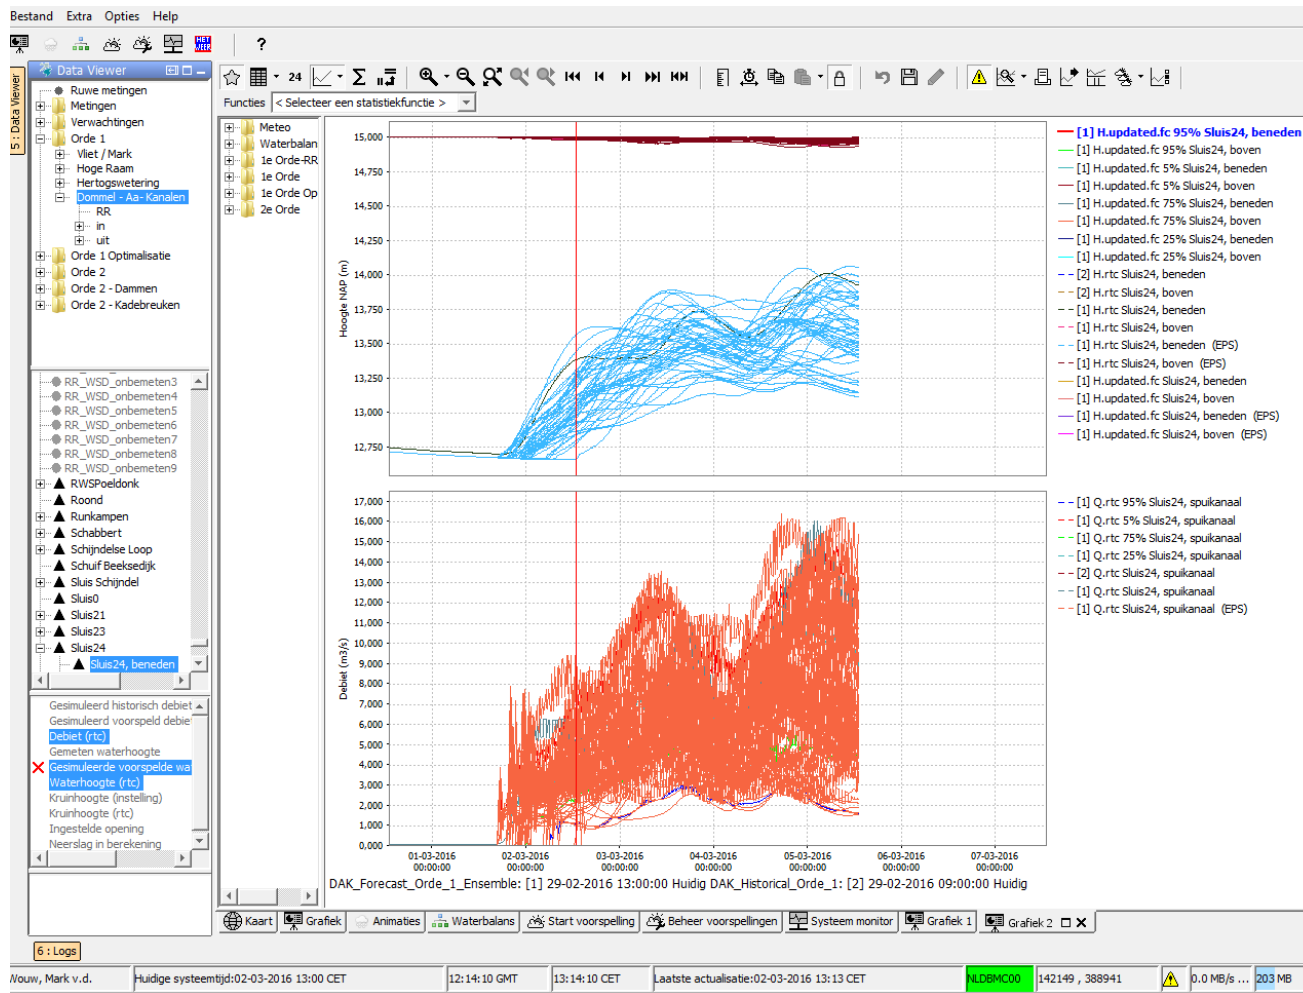 Bestand Extra Opties Help
HET WEER ?
5 : Data Viewer
Data Viewer
Ruwe metingen
Metingen
Verwachtingen
Orde 1
Vliet / Mark
Hoge Raam
Hertogswetering
Dommel - Aa- Kanalen
RR
in
uit
Orde 1 Optimalisatie
Orde 2
Orde 2 - Dammen
Orde 2 - Kadebreuken
RR_WSD_onbemeten3
RR_WSD_onbemeten4
RR_WSD_onbemeten5
RR_WSD_onbemeten6
RR_WSD_onbemeten7
RR_WSD_onbemeten8
RR_WSD_onbemeten9
RWSPoeldonk
Roond
Runkampen
Schabbert
Schijndelse Loop
Schuif Beeksedijk
Sluis Schijndel
Sluis0
Sluis21
Sluis23
Sluis24
Sluis24, beneden
Gesimuleerd historisch debiet
Gesimuleerd voorspeld debie
Debiet (rtc)
Gemeten waterhoogte
Gesimuleerde voorspelde wa
Waterhoogte (rtc)
Kruinhoogte (instelling)
Kruinhoogte (rtc)
Ingestelde opening
Neerslag in berekening
24
Functies < Selecteer een statistiekfunctie >
Meteo
Waterbalan
1e Orde-RR
1e Orde
1e Orde Op
2e Orde
Hoogte NAP (m)
15,000
14,750
14,500
14,250
14,000
13,750
13,500
13,250
13,000
12,750
[1] H.updated.fc 95% Sluis24, beneden
[1] H.updated.fc 95% Sluis24, boven
[1] H.updated.fc 5% Sluis24, beneden
[1] H.updated.fc 5% Sluis24, boven
[1] H.updated.fc 75% Sluis24, beneden
[1] H.updated.fc 75% Sluis24, boven
[1] H.updated.fc 25% Sluis24, beneden
[1] H.updated.fc 25% Sluis24, boven
[2] H.rtc Sluis24, beneden
[2] H.rtc Sluis24, boven
[1] H.rtc Sluis24, beneden
[1] H.rtc Sluis24, boven
[1] H.rtc Sluis24, beneden (EPS)
[1] H.rtc Sluis24, boven (EPS)
[1] H.updated.fc Sluis24, beneden
[1] H.updated.fc Sluis24, boven
[1] H.updated.fc Sluis24, beneden (EPS)
[1] H.updated.fc Sluis24, boven (EPS)
Debiet (m3/s)
17,000
16,000
15,000
14,000
13,000
12,000
11,000
10,000
9,000
8,000
7,000
6,000
5,000
4,000
3,000
2,000
1,000
0,000
[1] Q.rtc 95% Sluis24, spuikanaal
[1] Q.rtc 5% Sluis24, spuikanaal
[1] Q.rtc 75% Sluis24, spuikanaal
[1] Q.rtc 25% Sluis24, spuikanaal
[2] Q.rtc Sluis24, spuikanaal
[1] Q.rtc Sluis24, spuikanaal
[1] Q.rtc Sluis24, spuikanaal (EPS)
01-03-2016 02-03-2016 03-03-2016 04-03-2016 05-03-2016 06-03-2016 07-03-2016
00:00:00 00:00:00 00:00:00 00:00:00 00:00:00 00:00:00 00:00:00
DAK_Forecast_Orde_1_Ensemble: [1] 29-02-2016 13:00:00 Huidig DAK_Historical_Orde_1: [2] 29-02-2016 09:00:00 Huidig
Kaart Grafiek Animaties Waterbalans Start voorspelling Beheer voorspellingen Systeem monitor Grafiek 1 Grafiek 2
6 : Logs
Wouw, Mark v.d. Huidige systeemtijd:02-03-2016 13:00 CET 12:14:10 GMT 13:14:10 CET Laatste actualisatie:02-03-2016 13:13 CET NLDBMC00 142149 , 388941 0.0 MB/s ... 203 MB